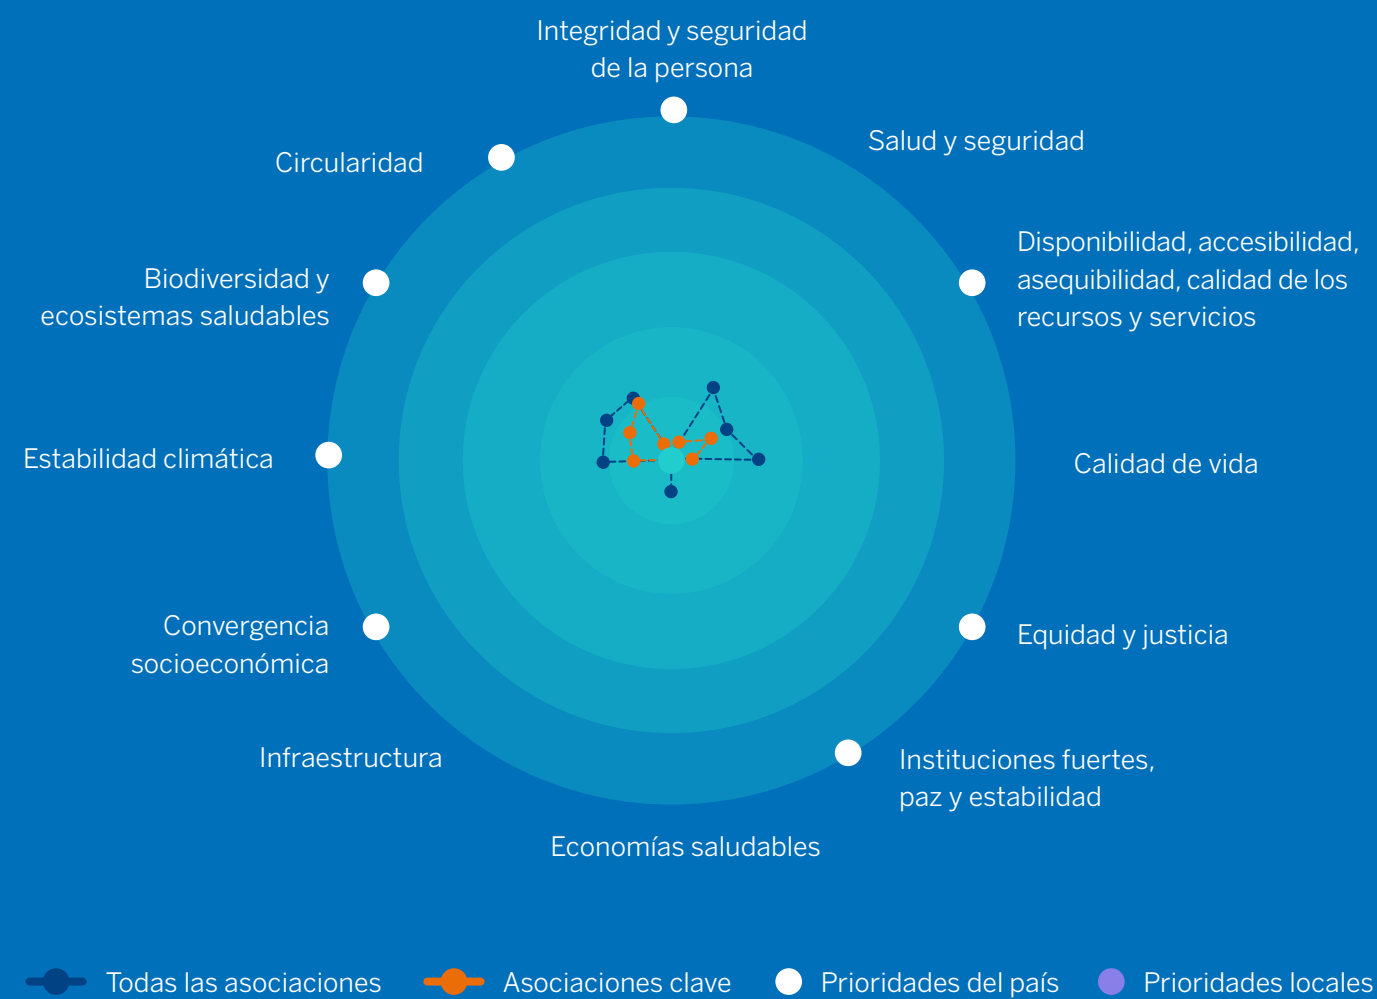 Integridad y seguridad
de la persona
Salud y seguridad
Circularidad
Disponibilidad, accesibilidad,
asequibilidad, calidad de los
recursos y servicios
Biodiversidad y
ecosistemas saludables
Estabilidad climática
Calidad de vida
Convergencia
socioeconómica
Equidad y justicia
Infraestructura
Instituciones fuertes,
paz y estabilidad
Economías saludables
Todas las asociaciones
Asociaciones clave
Prioridades del país
Prioridades locales